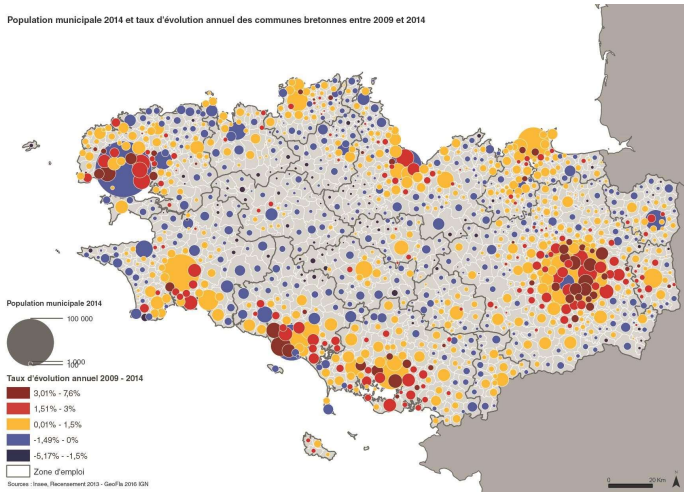 Population municipale 2014 et taux d'évolution annuel des communes bretonnes entre 2009 et 2014
Population municipale 2014
100 000
1 000
100
Taux d'évolution annuel 2009 - 2014
3,01% - 7,6%
1,51% - 3%
0,01% - 1,5%
-1,49% - 0%
-5,17% - -1,5%
Zone d'emploi
Sources : Insee, Recensement 2013 - GeoFla 2016 IGN
0
20 Km
N